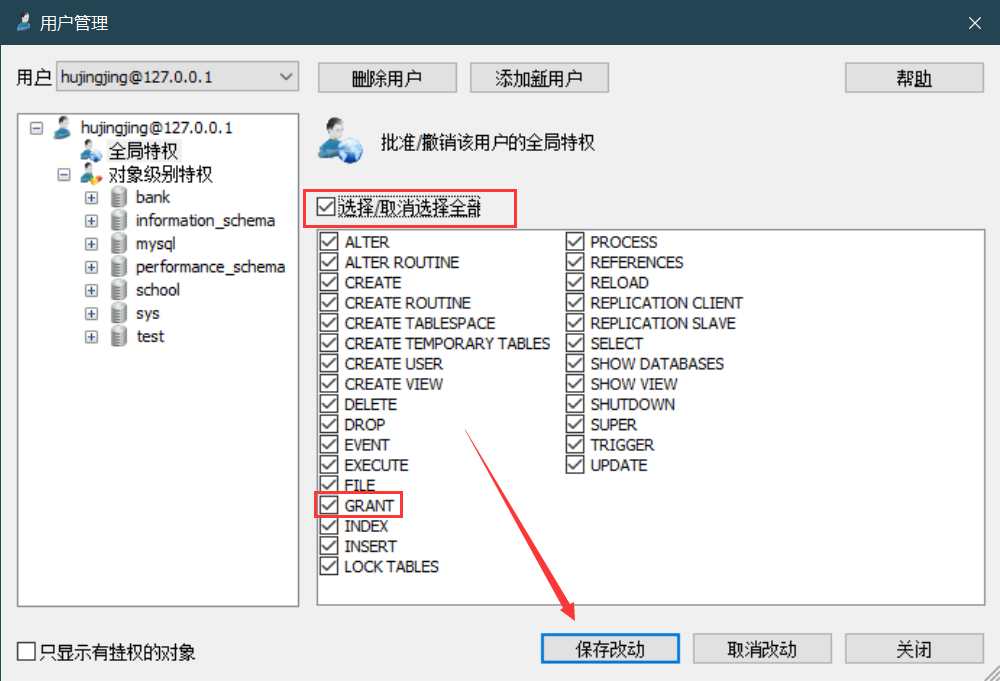 用户管理
用户 hujingjing@127.0.0.1 删除用户 添加新用户 帮助
hujingjing@127.0.0.1
全局特权
对象级别特权
bank
information_schema
mysql
performance_schema
school
sys
test
批准/撤销该用户的全局特权
选择/取消选择全部
ALTER
ALTER ROUTINE
CREATE
CREATE ROUTINE
CREATE TABLESPACE
CREATE TEMPORARY TABLES
CREATE USER
CREATE VIEW
DELETE
DROP
EVENT
EXECUTE
FILE
GRANT
INDEX
INSERT
LOCK TABLES
PROCESS
REFERENCES
RELOAD
REPLICATION CLIENT
REPLICATION SLAVE
SELECT
SHOW DATABASES
SHOW VIEW
SHUTDOWN
SUPER
TRIGGER
UPDATE
只显示有挂权的对象 保存改动 取消改动 关闭